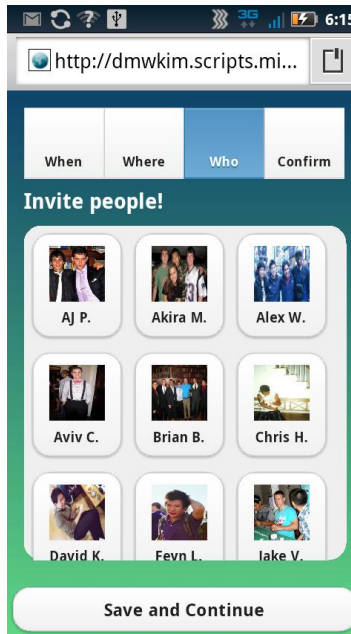 3G 6:15
http://dmwkim.scripts.mi...
When Where Who Confirm
Invite people!
AJ P. Akira M. Alex W.
Aviv C. Brian B. Chris H.
David K. Feyn L. Jake V.
Save and Continue